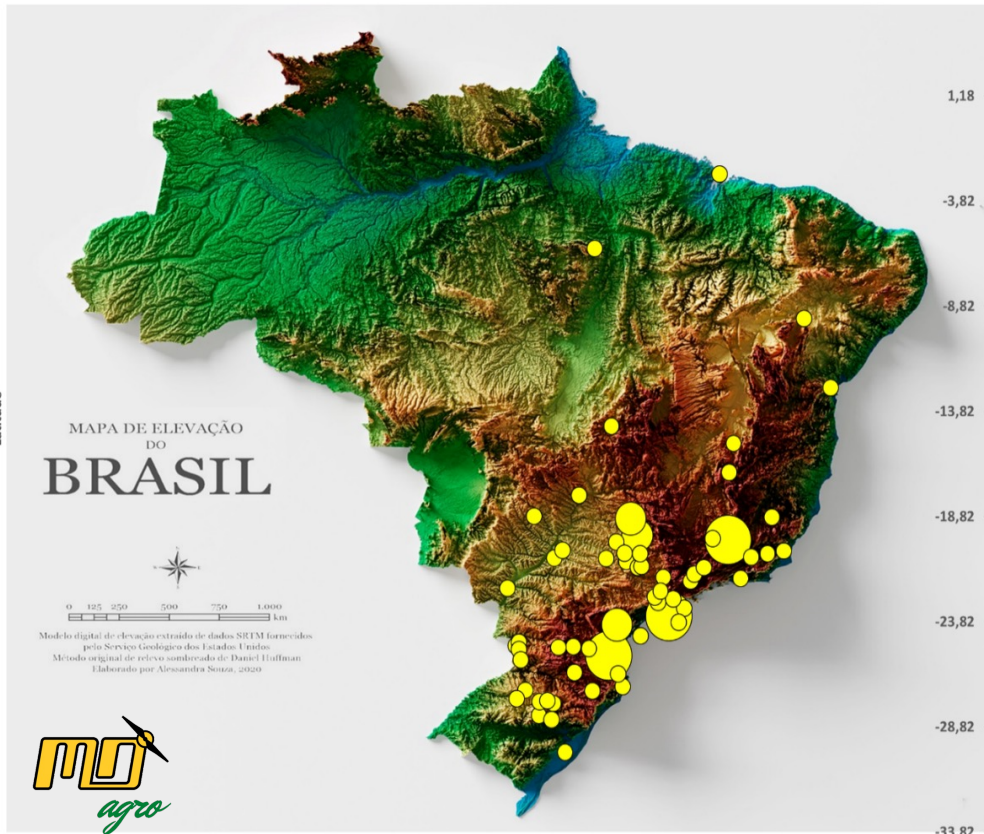 1,18
-3,82
-8,82
-13,82
MAPA DE ELEVAÇÃO
DO
BRASIL
-18,82
0 125 250 500 750 1.000
km
-23,82
Modelo digital de elevação extraído de dados SRTM fornecidos
pelo Serviço Geológico dos Estados Unidos
Método original de relevo sombreado de Daniel Huffman
Elaborado por Alessandra Souza, 2020
-28,82
MD
agro
-33,82